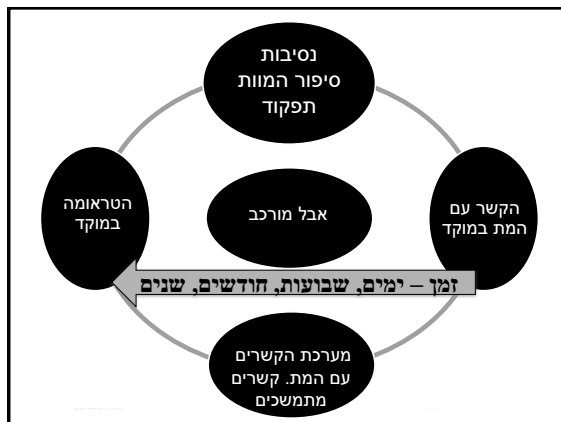 נסיבות
סיפור המוות
תפקוד
הקשר עם
המת במוקד
אבל מורכב
הטראומה
במוקד
זמן – ימים, שבועות, חודשים, שנים
מערכת הקשרים
עם המת. קשרים
מתמשכים